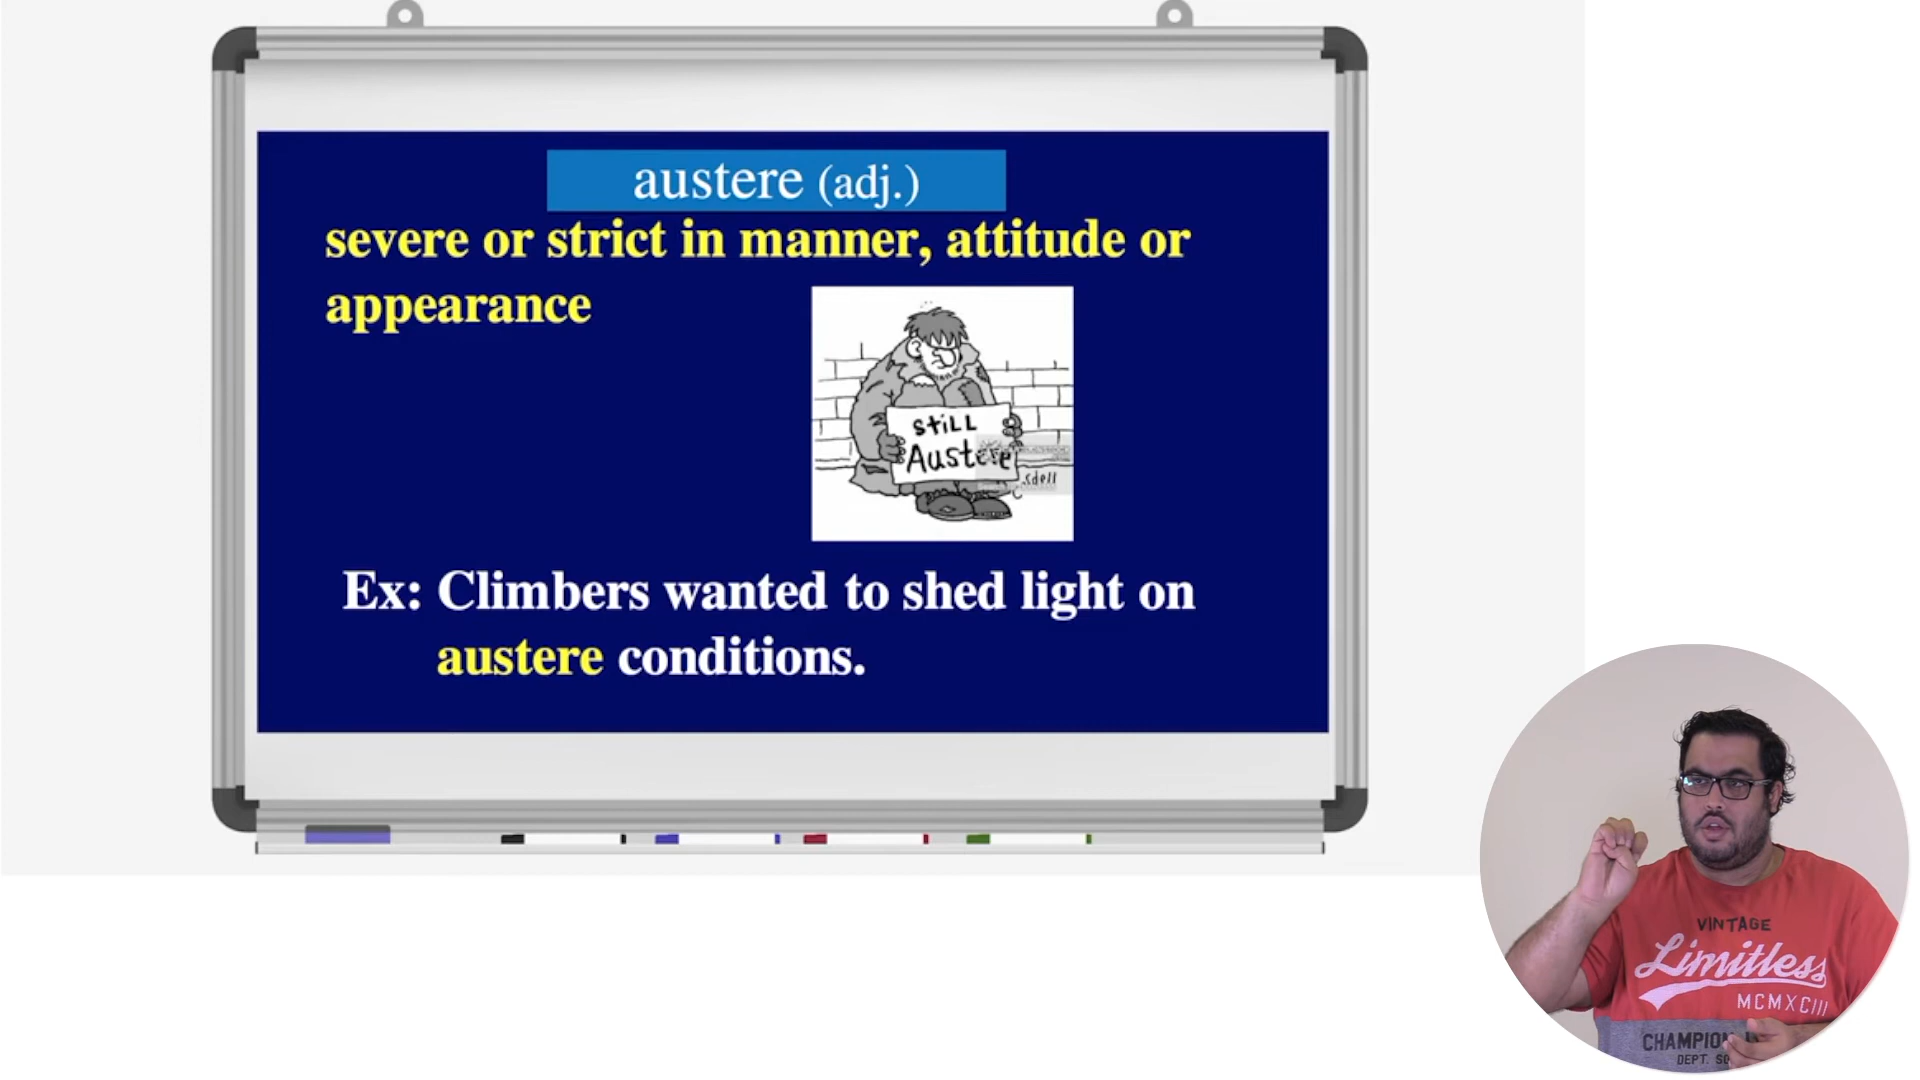 austere (adj.)
severe or strict in manner, attitude or
appearance
STILL
Austere
Ex: Climbers wanted to shed light on
austere conditions.
VINTAGE
Limitless
MCMXCIII
CHAMPION
DEPT.